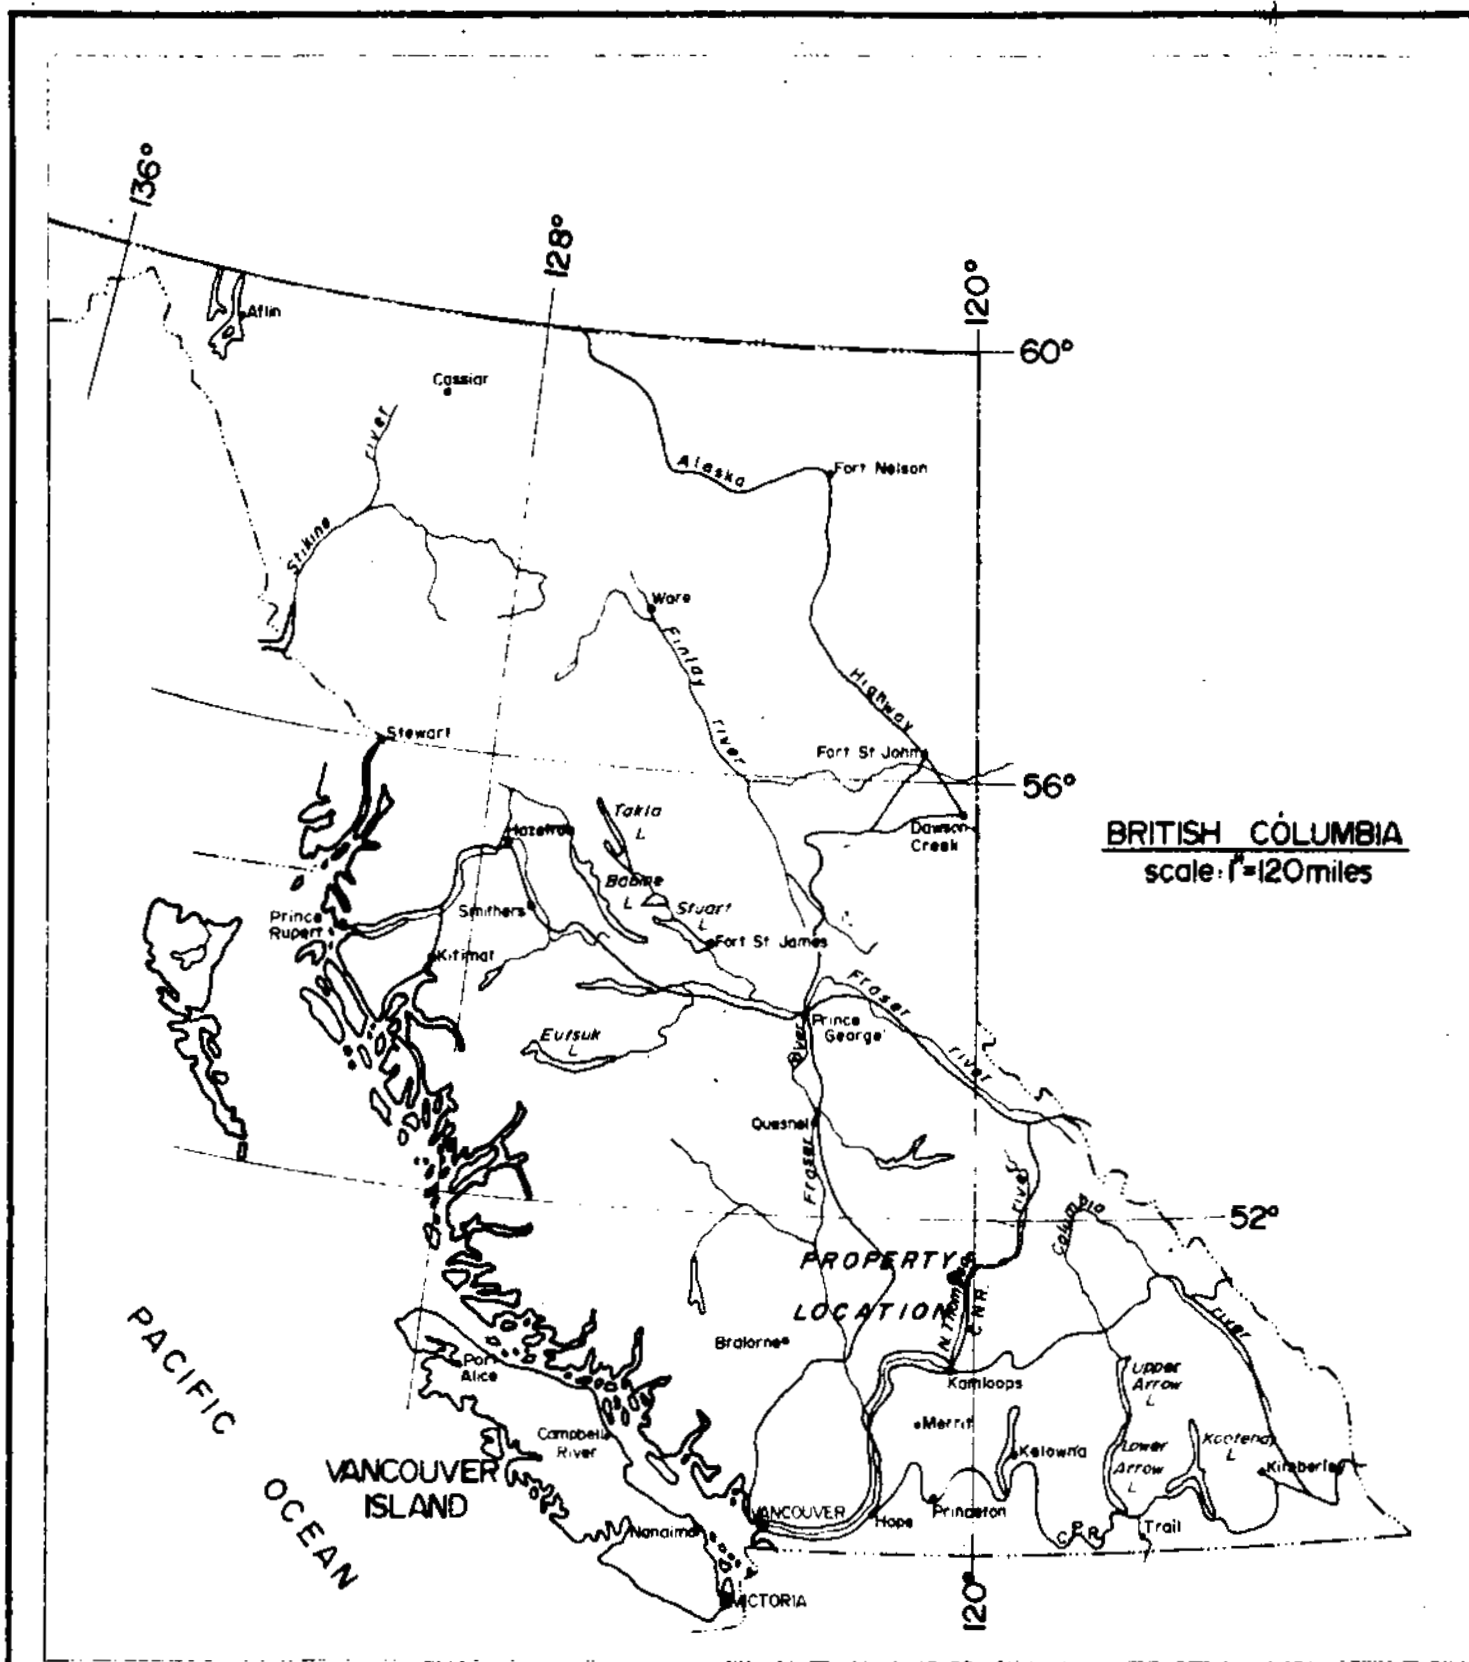 136°
128°
120°
60°
Atlin
Cassiar
river
Alaska
Fort Nelson
Stikine
Ware
Finlay
river
Highway
Stewart
Fort St John
56°
Takla
L
Hazelton
Dawson
Creek
BRITISH COLUMBIA
scale: 1"=120miles
Babine
L
Stuart
L
Smithers
Prince
Rupert
Fort St James
Kitimat
Fraser
Prince
George
river
river
Eutsuk
L
Quesnel
Fraser
river
Columbia
52°
PROPERTY
LOCATION
N. Thompson
C.N.R.
river
Bralorne
PACIFIC
OCEAN
Port
Alice
Kamloops
Upper
Arrow
L
Merrit
Campbell
River
Kelowna
Lower
Arrow
L
Kootenay
L
Kimberley
VANCOUVER
ISLAND
VANCOUVER
Hope
Princeton
Nanaimo
C.P.R.
Trail
VICTORIA
120°